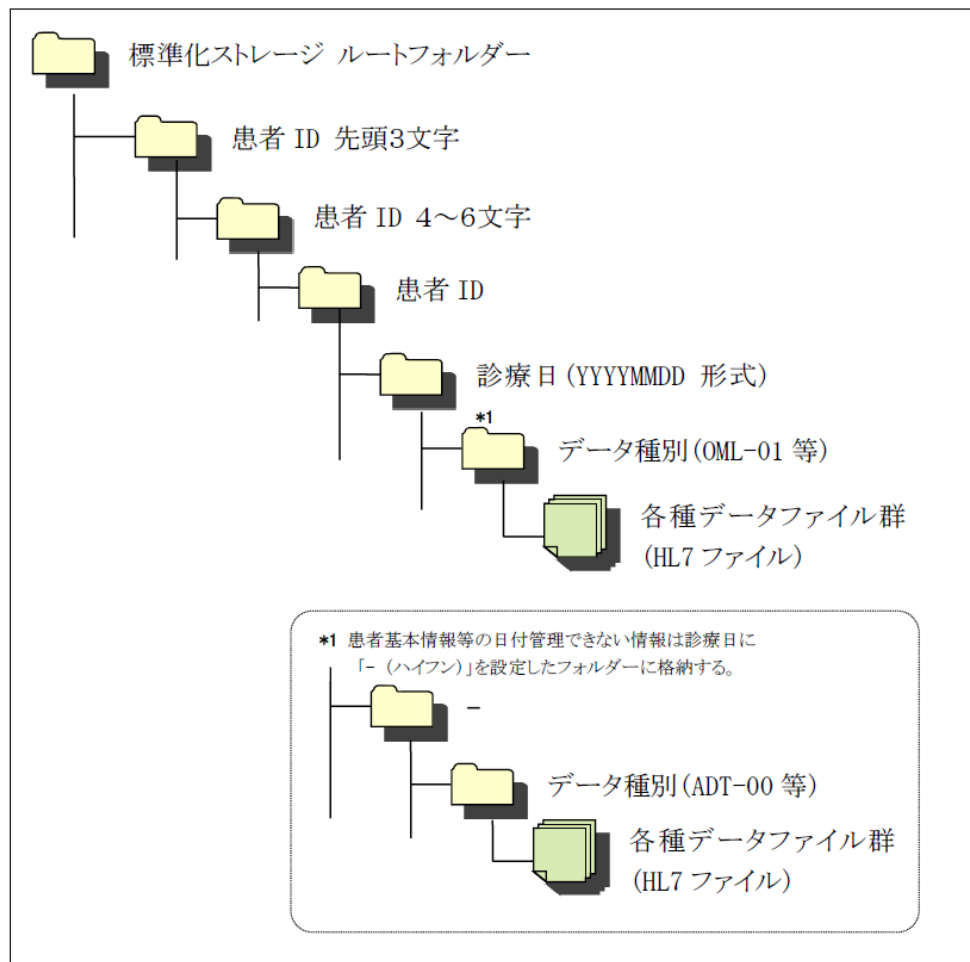 標準化ストレージ ルートフォルダー
患者 ID 先頭3文字
患者 ID 4~6文字
患者 ID
診療日(YYYYMMDD 形式)
*1
データ種別(OML-01 等)
各種データファイル群
(HL7 ファイル)
*1 患者基本情報等の日付管理できない情報は診療日に
「- (ハイフン)」を設定したフォルダーに格納する。
-
データ種別(ADT-00 等)
各種データファイル群
(HL7 ファイル)